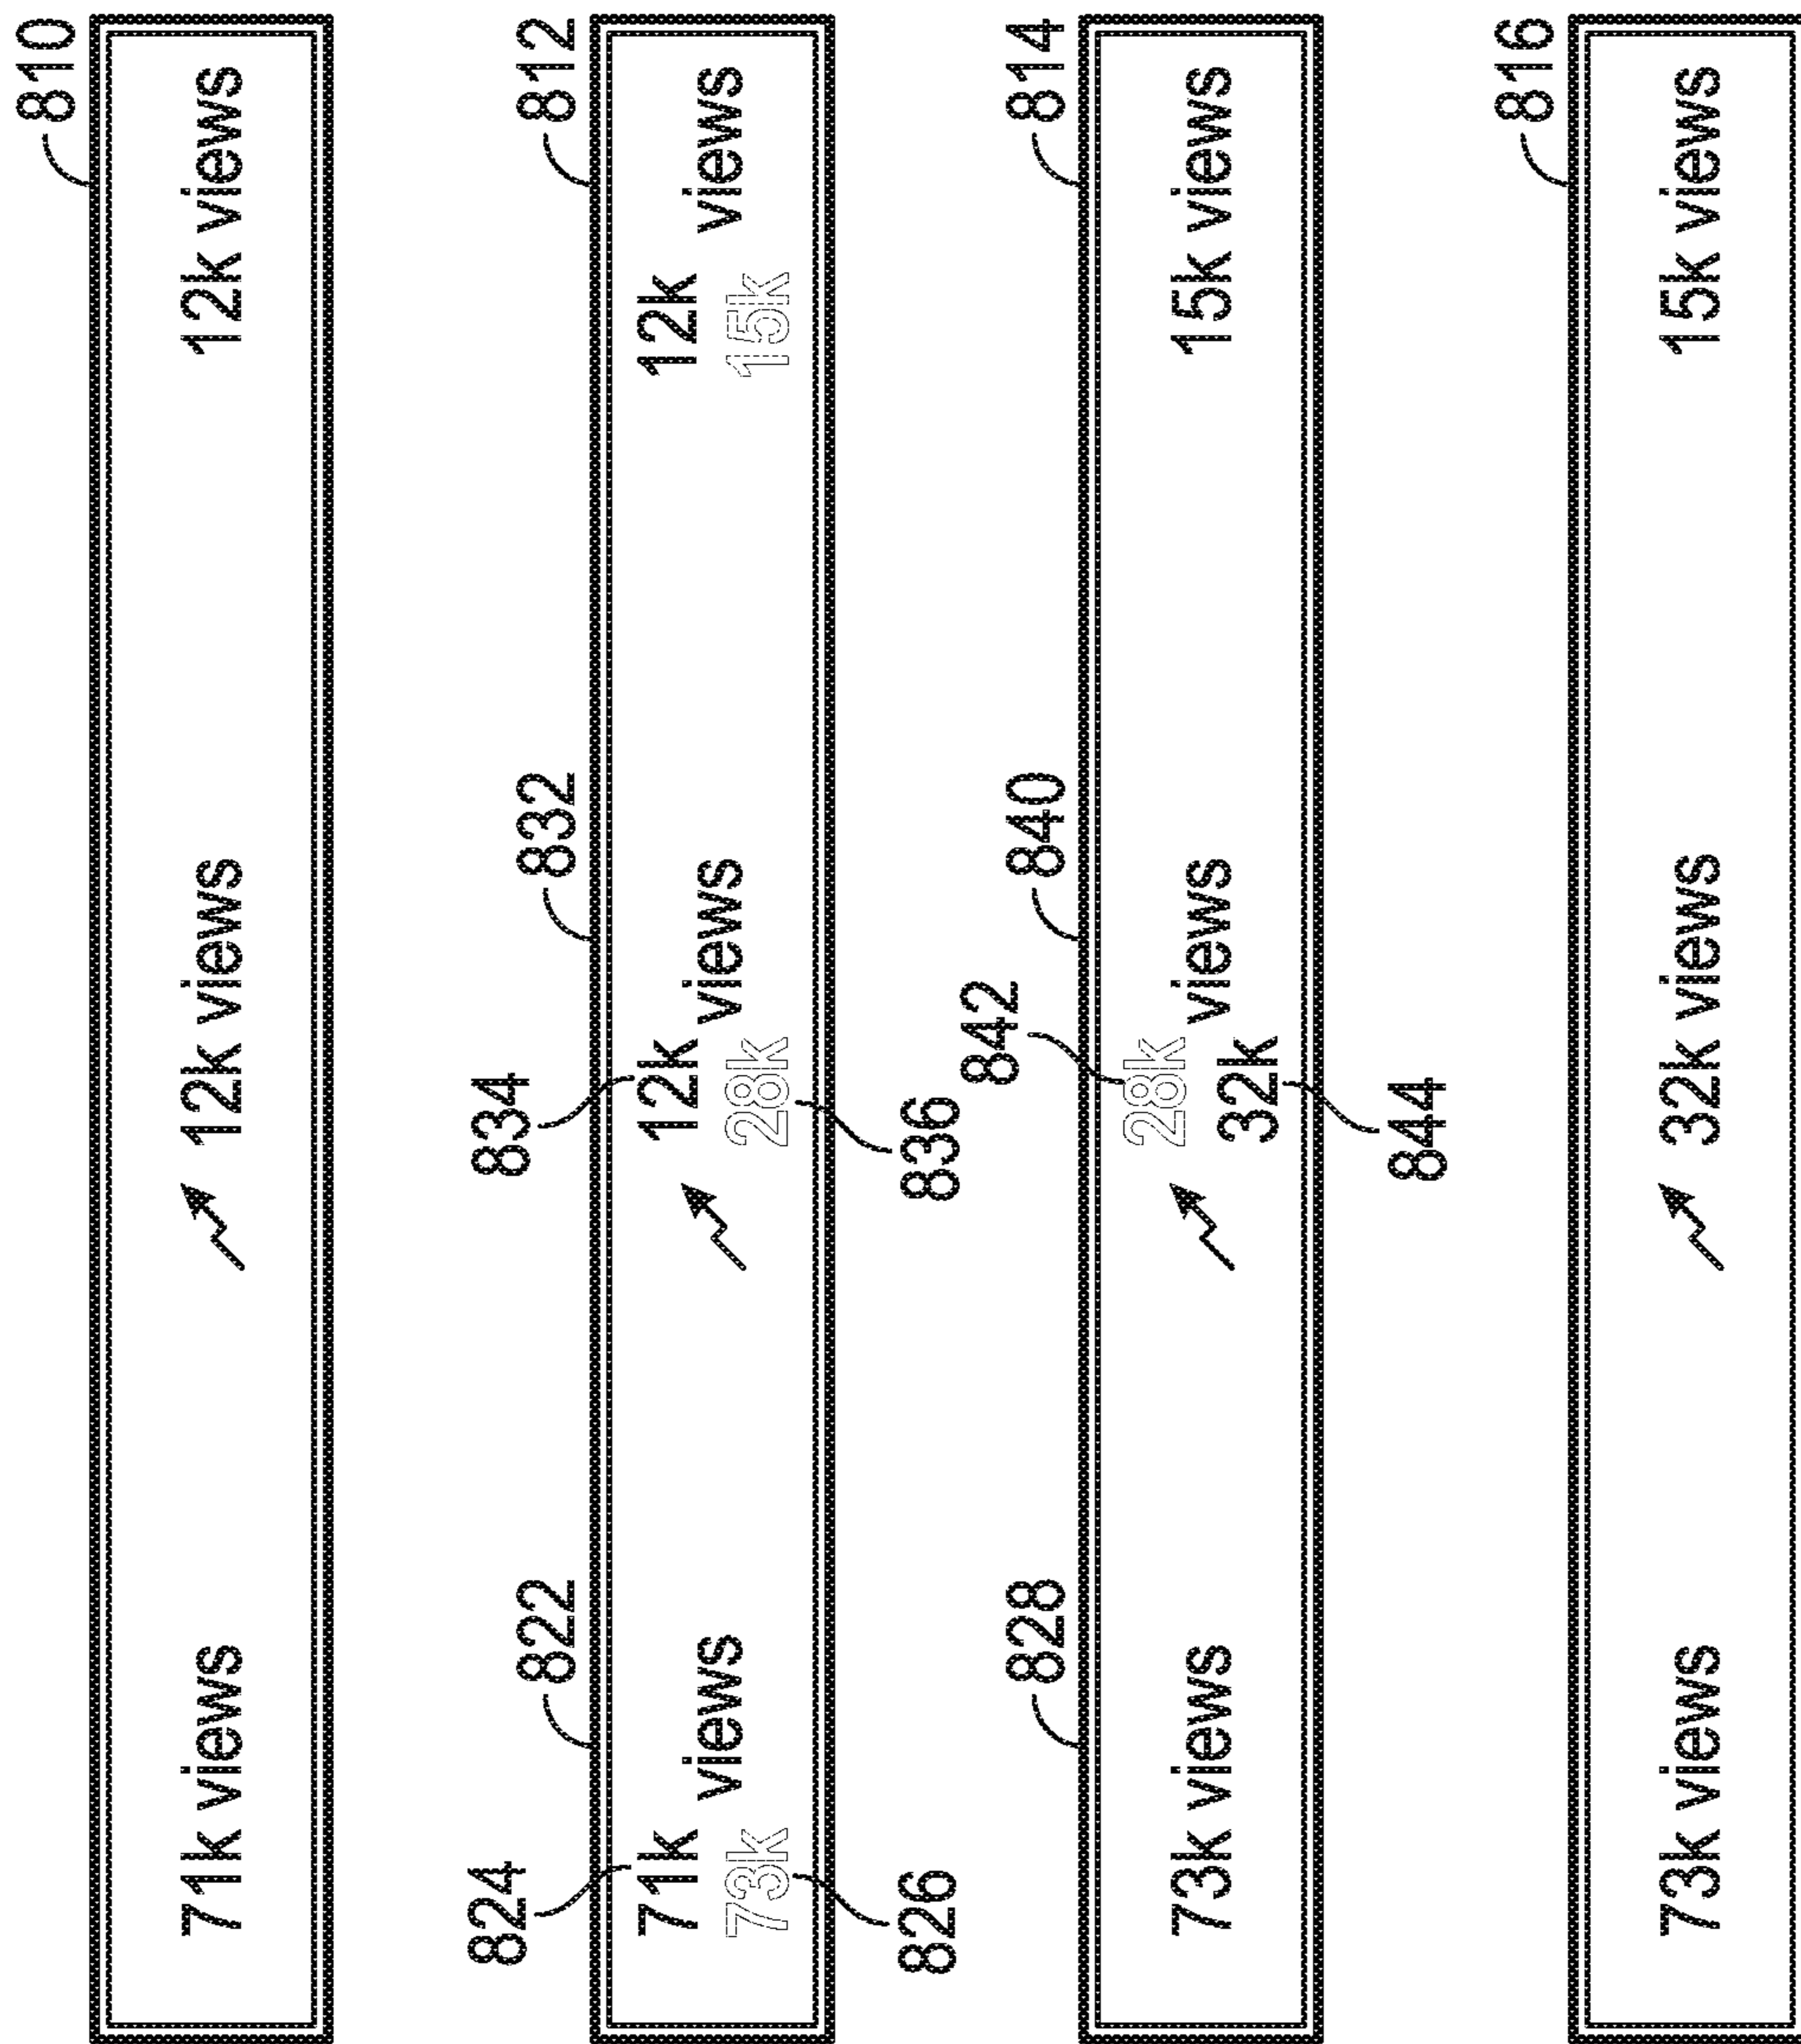 810
71k views 12k views 12k views
822 832 812
824 834
71k 12k 12k
views views views
73k 28k 15k
826 836
842
828 840 814
28k
73k views views 15k views
32k
844
816
73k views 32k views 15k views